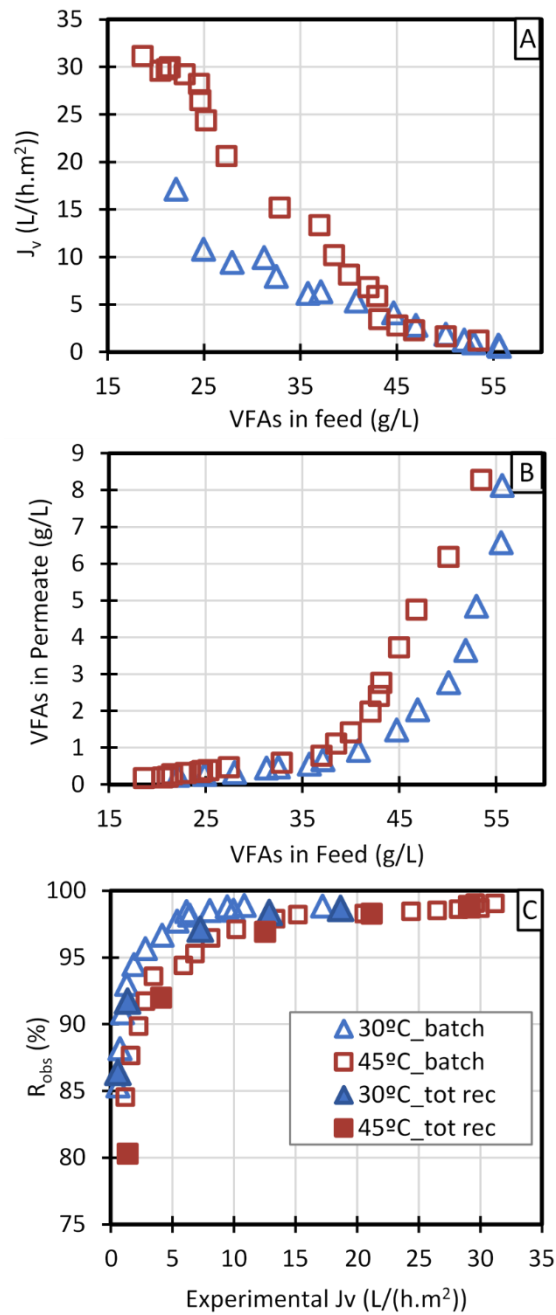 A
J_v (L/(h.m²))
35
30
25
20
15
10
5
0
15 25 35 45 55
VFAs in feed (g/L)
B
VFAs in Permeate (g/L)
9
8
7
6
5
4
3
2
1
0
15 25 35 45 55
VFAs in Feed (g/L)
C
R_obs (%)
100
95
90
85
80
75
30ºC_batch
45ºC_batch
30ºC_tot rec
45ºC_tot rec
0 5 10 15 20 25 30 35
Experimental Jv (L/(h.m²))